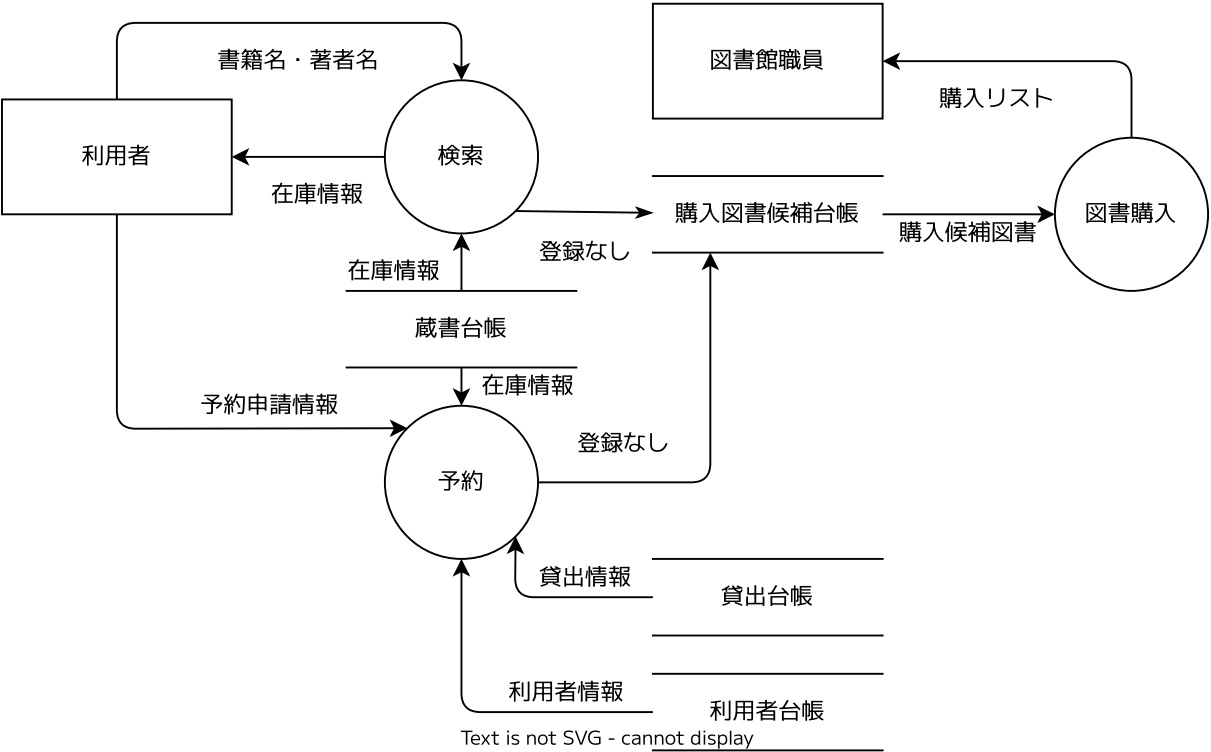 書籍名・著者名
図書館職員
購入リスト
利用者
検索
在庫情報
購入図書候補台帳
図書購入
購入候補図書
登録なし
在庫情報
蔵書台帳
在庫情報
予約申請情報
登録なし
予約
貸出情報
貸出台帳
利用者情報
利用者台帳
Text is not SVG - cannot display